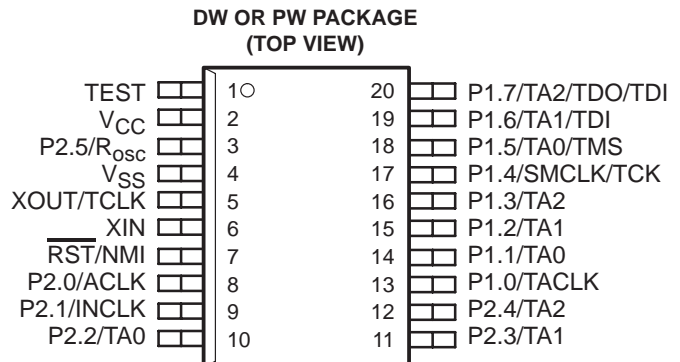 DW OR PW PACKAGE
(TOP VIEW)
TEST 1 20 P1.7/TA2/TDO/TDI
VCC 2 19 P1.6/TA1/TDI
P2.5/Rosc 3 18 P1.5/TA0/TMS
VSS 4 17 P1.4/SMCLK/TCK
XOUT/TCLK 5 16 P1.3/TA2
XIN 6 15 P1.2/TA1
RST/NMI 7 14 P1.1/TA0
P2.0/ACLK 8 13 P1.0/TACLK
P2.1/INCLK 9 12 P2.4/TA2
P2.2/TA0 10 11 P2.3/TA1